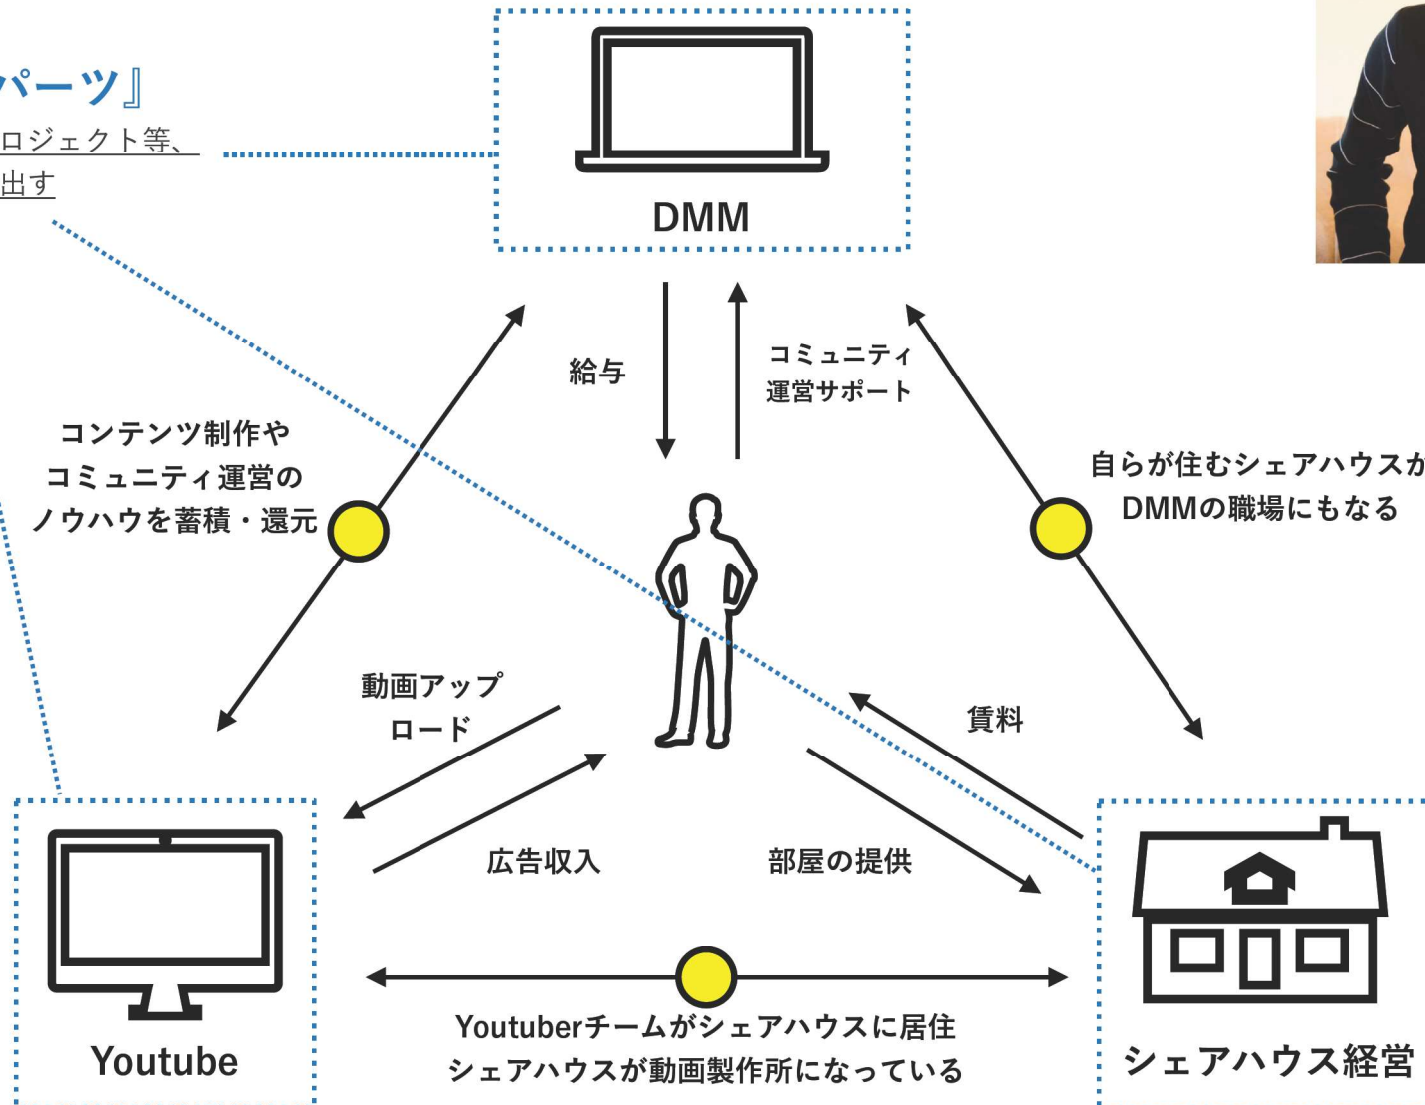 パーツ』
ロジェクト等、
出す
DMM
給与
コミュニティ
運営サポート
コンテンツ制作や
コミュニティ運営の
ノウハウを蓄積・還元
自らが住むシェアハウスが
DMMの職場にもなる
動画アップ
ロード
賃料
広告収入
部屋の提供
Youtube
Youtuberチームがシェアハウスに居住
シェアハウスが動画製作所になっている
シェアハウス経営